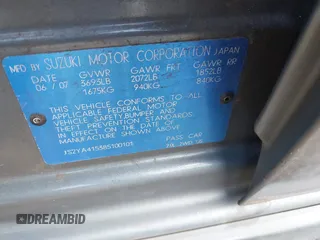 MFD BY SUZUKI MOTOR CORPORATION JAPAN
DATE GVWR GAWR FRT GAWR RR
06 / 07 3695LB 2072LB 1852LB
1675KG 940KG 840KG
THIS VEHICLE CONFORMS TO ALL
APPLICABLE FEDERAL MOTOR
VEHICLE SAFETY, BUMPER AND
THEFT PREVENTION STANDARDS
IN EFFECT ON THE DATE OF
MANUFACTURE SHOWN ABOVE
JS2YA415585100101 PASS CAR
DREAMBID